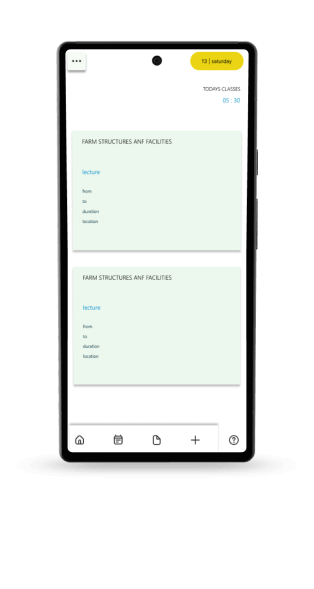 13 | saturday
TODAYS CLASSES
05 : 30
FARM STRUCTURES ANF FACILITIES
lecture
from
to
duration
location
FARM STRUCTURES ANF FACILITIES
lecture
from
to
duration
location